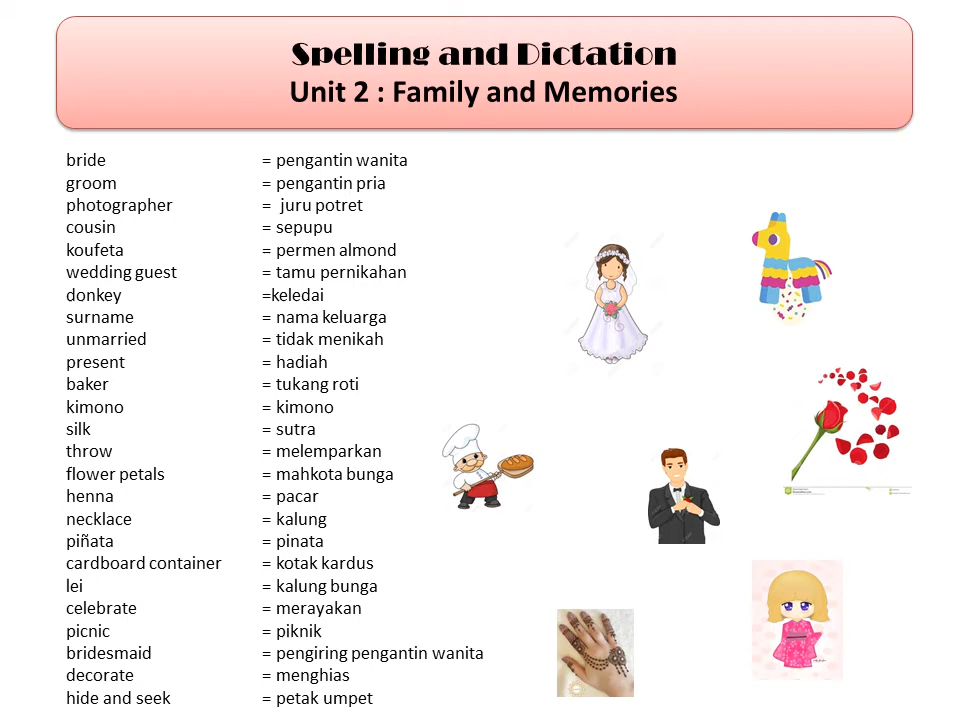 Spelling and Dictation
Unit 2 : Family and Memories
bride = pengantin wanita
groom = pengantin pria
photographer = juru potret
cousin = sepupu
koufeta = permen almond
wedding guest = tamu pernikahan
donkey =keledai
surname = nama keluarga
unmarried = tidak menikah
present = hadiah
baker = tukang roti
kimono = kimono
silk = sutra
throw = melemparkan
flower petals = mahkota bunga
henna = pacar
necklace = kalung
piñata = pinata
cardboard container = kotak kardus
lei = kalung bunga
celebrate = merayakan
picnic = piknik
bridesmaid = pengiring pengantin wanita
decorate = menghias
hide and seek = petak umpet